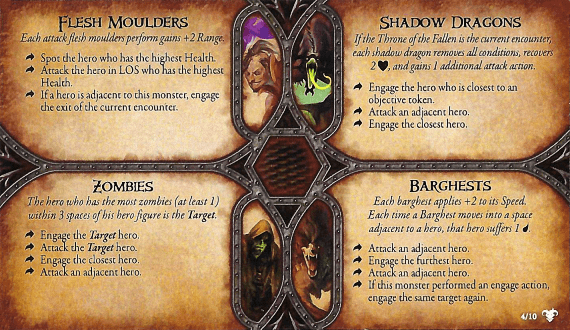 FLESH MOULDERS
Each attack flesh moulders perform gains +2 Range.
Spot the hero who has the highest Health.
Attack the hero in LOS who has the highest
Health.
If a hero is adjacent to this monster, engage
the exit of the current encounter.
SHADOW DRAGONS
If the Throne of the Fallen is the current encounter,
each shadow dragon removes all conditions, recovers
2 ♥, and gains 1 additional attack action.
Engage the hero who is closest to an
objective token.
Attack an adjacent hero.
Engage the closest hero.
ZOMBIES
The hero who has the most zombies (at least 1)
within 3 spaces of his hero figure is the Target.
Engage the Target hero.
Attack the Target hero.
Engage the closest hero.
Attack an adjacent hero.
BARGHESTS
Each barghest applies +2 to its Speed.
Each time a Barghest moves into a space
adjacent to a hero, that hero suffers 1
Attack an adjacent hero.
Engage the furthest hero.
Attack an adjacent hero.
If this monster performed an engage action,
engage the same target again.
4/10